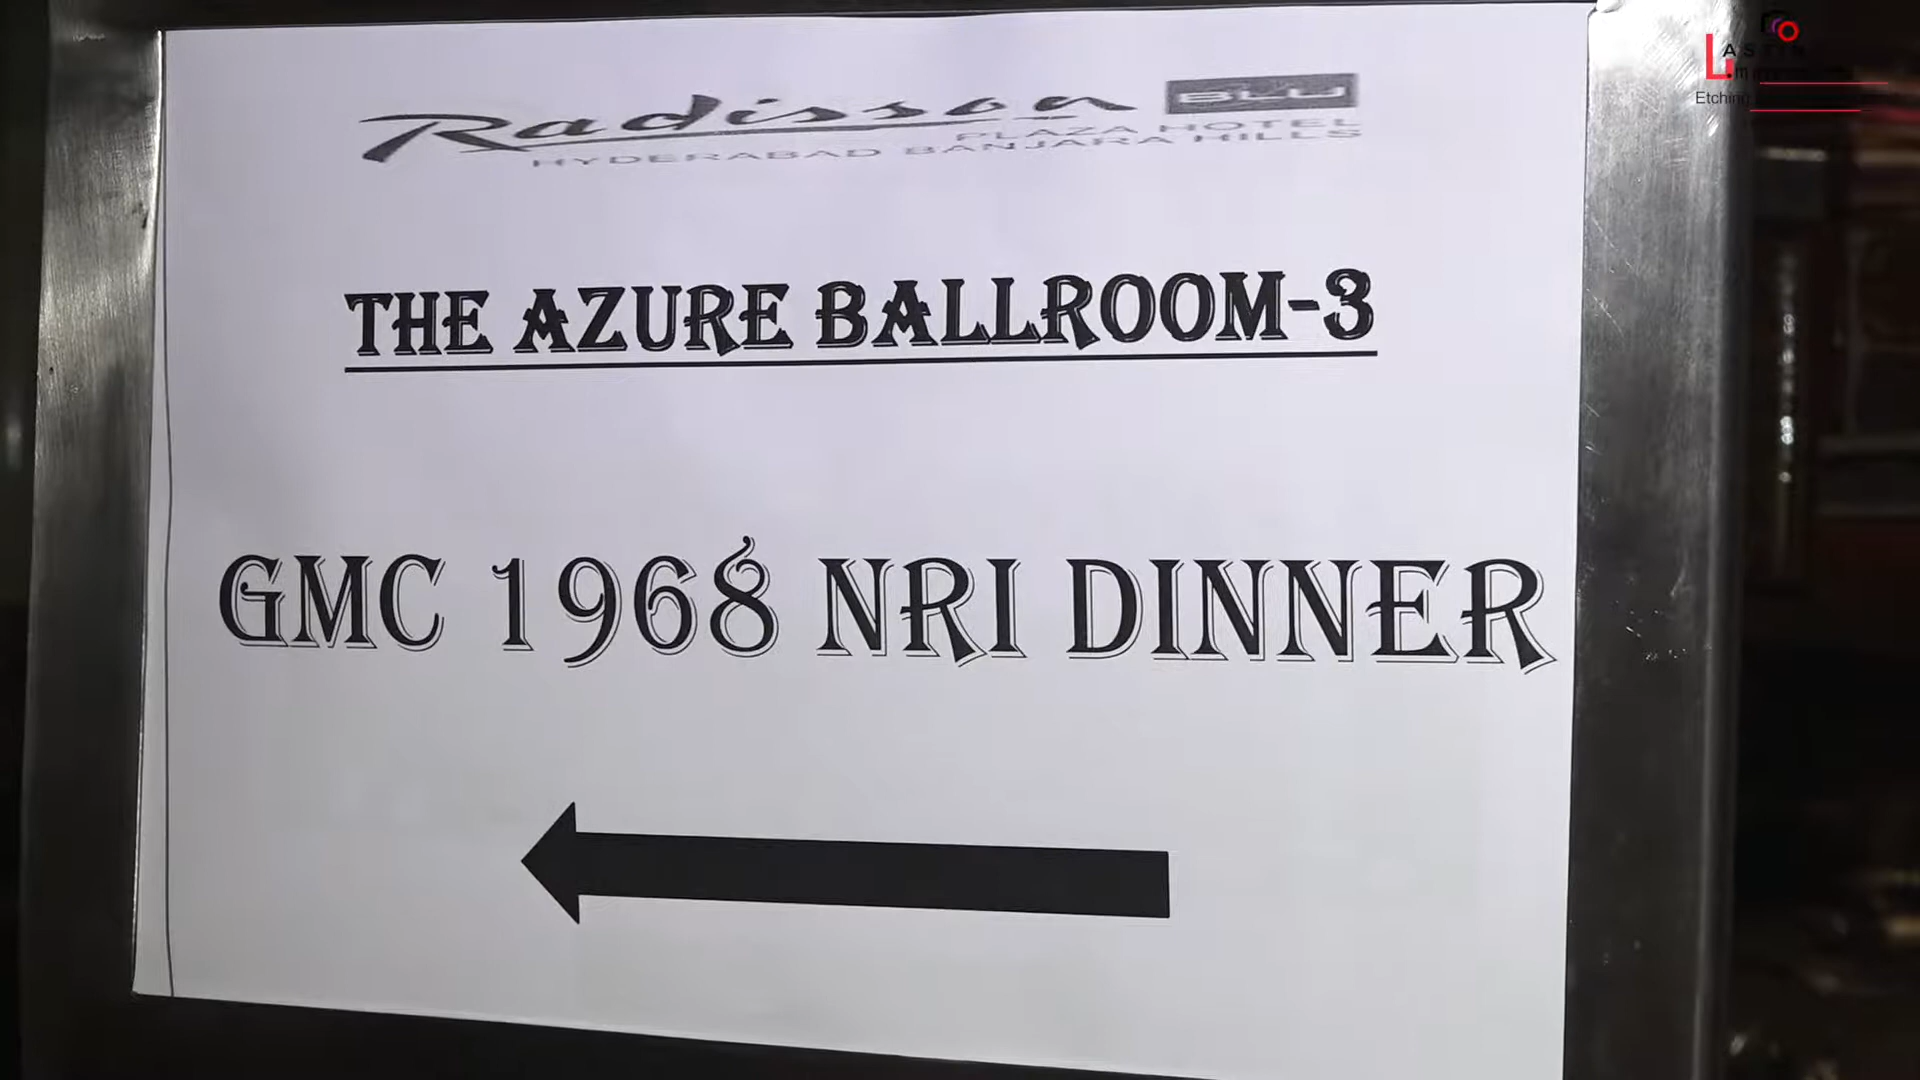 Radisson BLU
PLAZA HOTEL
HYDERABAD BANJARA HILLS
THE AZURE BALLROOM-3
GMC 1968 NRI DINNER
Etching